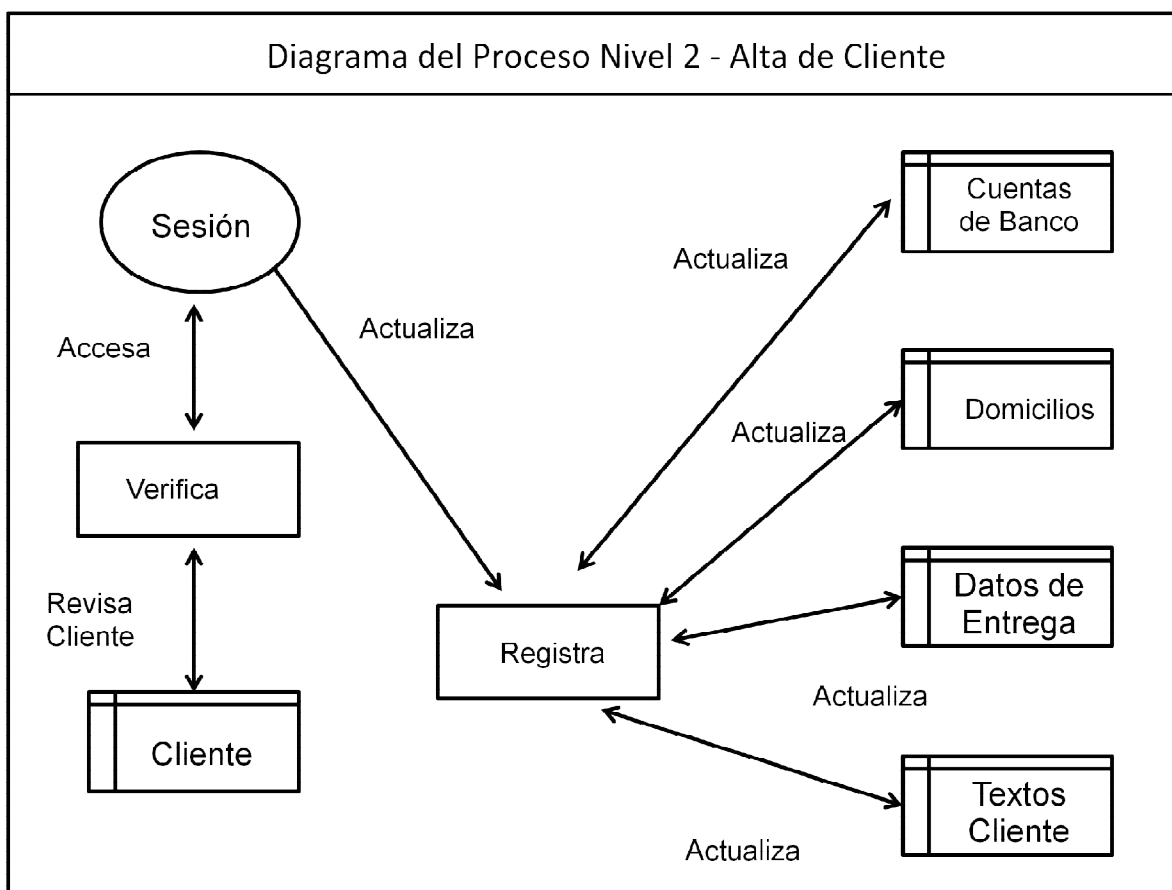 Diagrama del Proceso Nivel 2 - Alta de Cliente
Sesión
Cuentas
de Banco
Actualiza
Actualiza
Accesa
Domicilios
Actualiza
Verifica
Datos de
Entrega
Revisa
Cliente
Registra
Actualiza
Cliente
Textos
Cliente
Actualiza